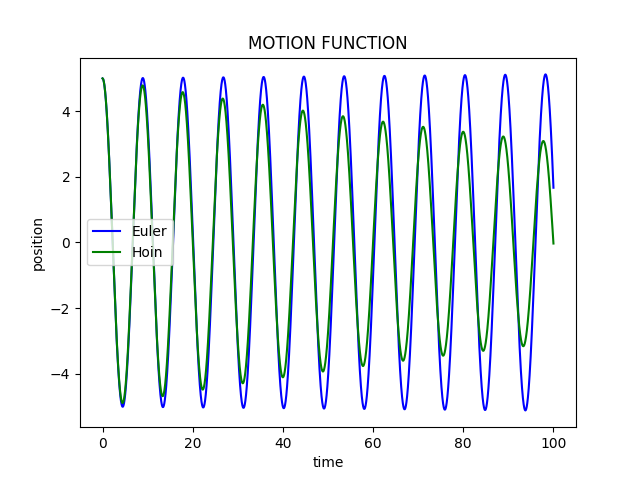 MOTION FUNCTION
position
4
2
0
−2
−4
Euler
Hoin
0 20 40 60 80 100
time